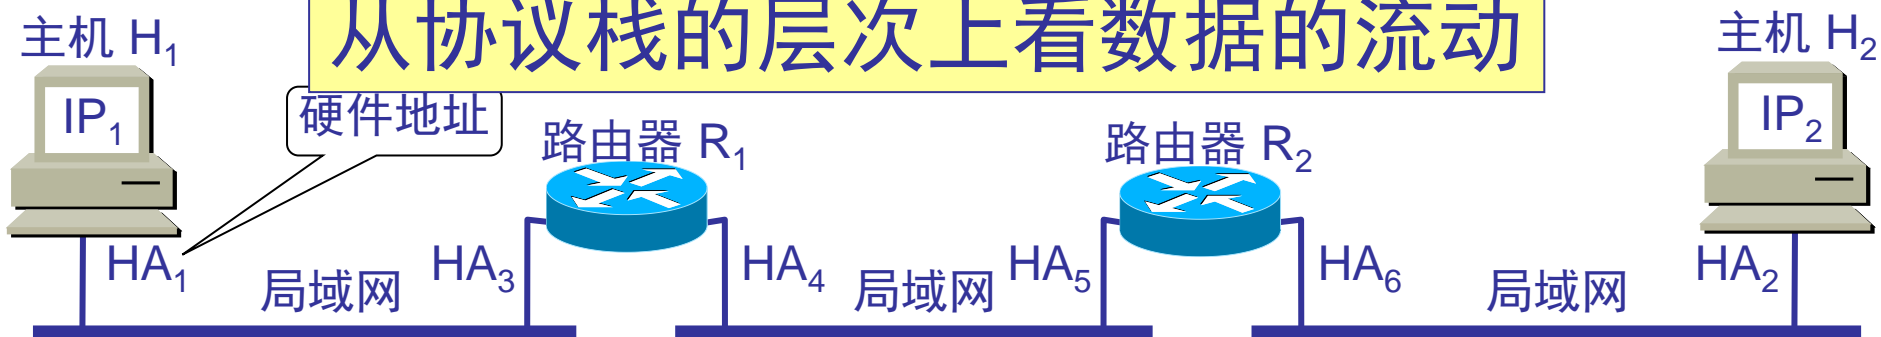 从协议栈的层次上看数据的流动
主机 H₁
主机 H₂
IP₁
硬件地址
路由器 R₁
路由器 R₂
IP₂
HA₁
局域网
HA₃
HA₄
局域网
HA₅
HA₆
局域网
HA₂